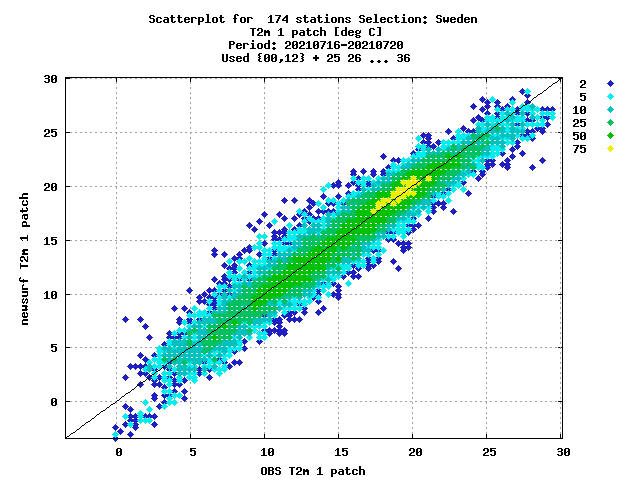 Scatterplot for 174 stations Selection: Sweden
T2m 1 patch [deg C]
Period: 20210716-20210720
Used {00,12} + 25 26 ... 36
30
25
20
15
10
5
0
newsurf T2m 1 patch
0 5 10 15 20 25 30
OBS T2m 1 patch
2
5
10
25
50
75